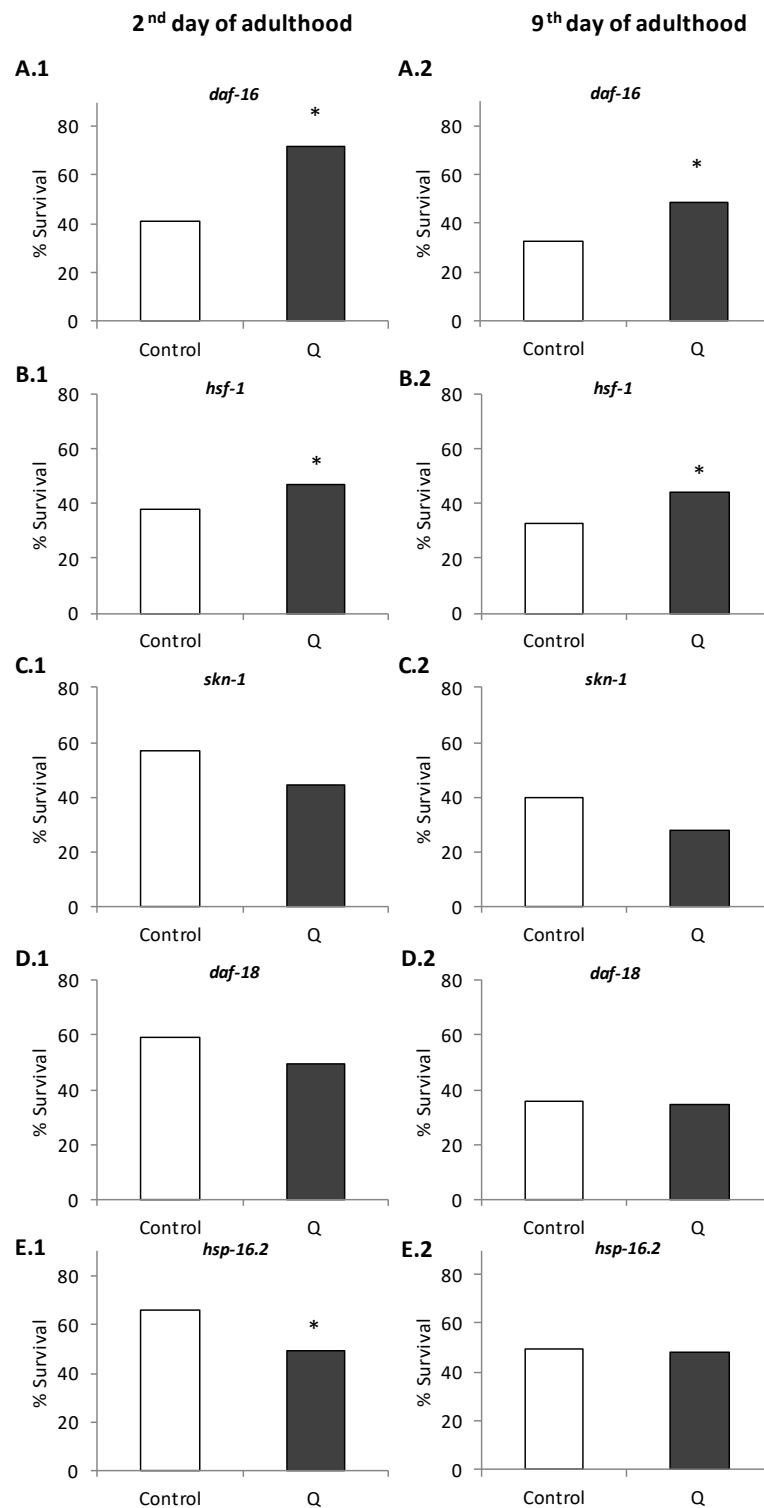 2nd day of adulthood
9th day of adulthood
A.1
daf-16
% Survival
80
60
40
20
0
Control Q
A.2
daf-16
% Survival
80
60
40
20
0
Control Q
B.1
hsf-1
% Survival
80
60
40
20
0
Control Q
B.2
hsf-1
% Survival
80
60
40
20
0
Control Q
C.1
skn-1
% Survival
80
60
40
20
0
Control Q
C.2
skn-1
% Survival
80
60
40
20
0
Control Q
D.1
daf-18
% Survival
80
60
40
20
0
Control Q
D.2
daf-18
% Survival
80
60
40
20
0
Control Q
E.1
hsp-16.2
% Survival
80
60
40
20
0
Control Q
E.2
hsp-16.2
% Survival
80
60
40
20
0
Control Q
*
*
*
*
*